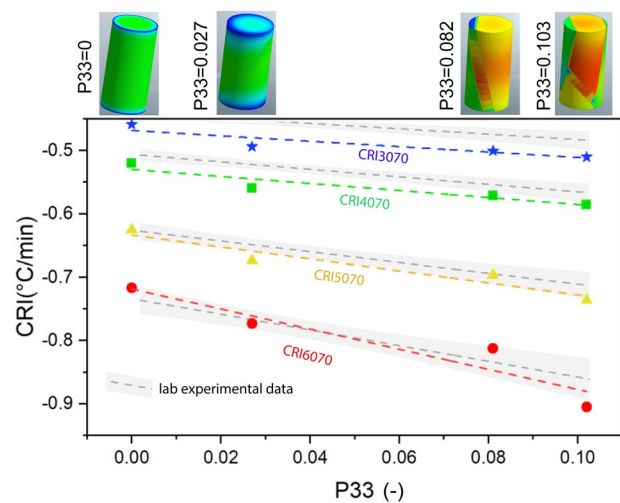 P33=0
P33=0.027
P33=0.082
P33=0.103
CRI(°C/min)
-0.5
-0.6
-0.7
-0.8
-0.9
CRI3070
CRI4070
CRI5070
CRI6070
lab experimental data
0.00
0.02
0.04
0.06
0.08
0.10
P33 (-)